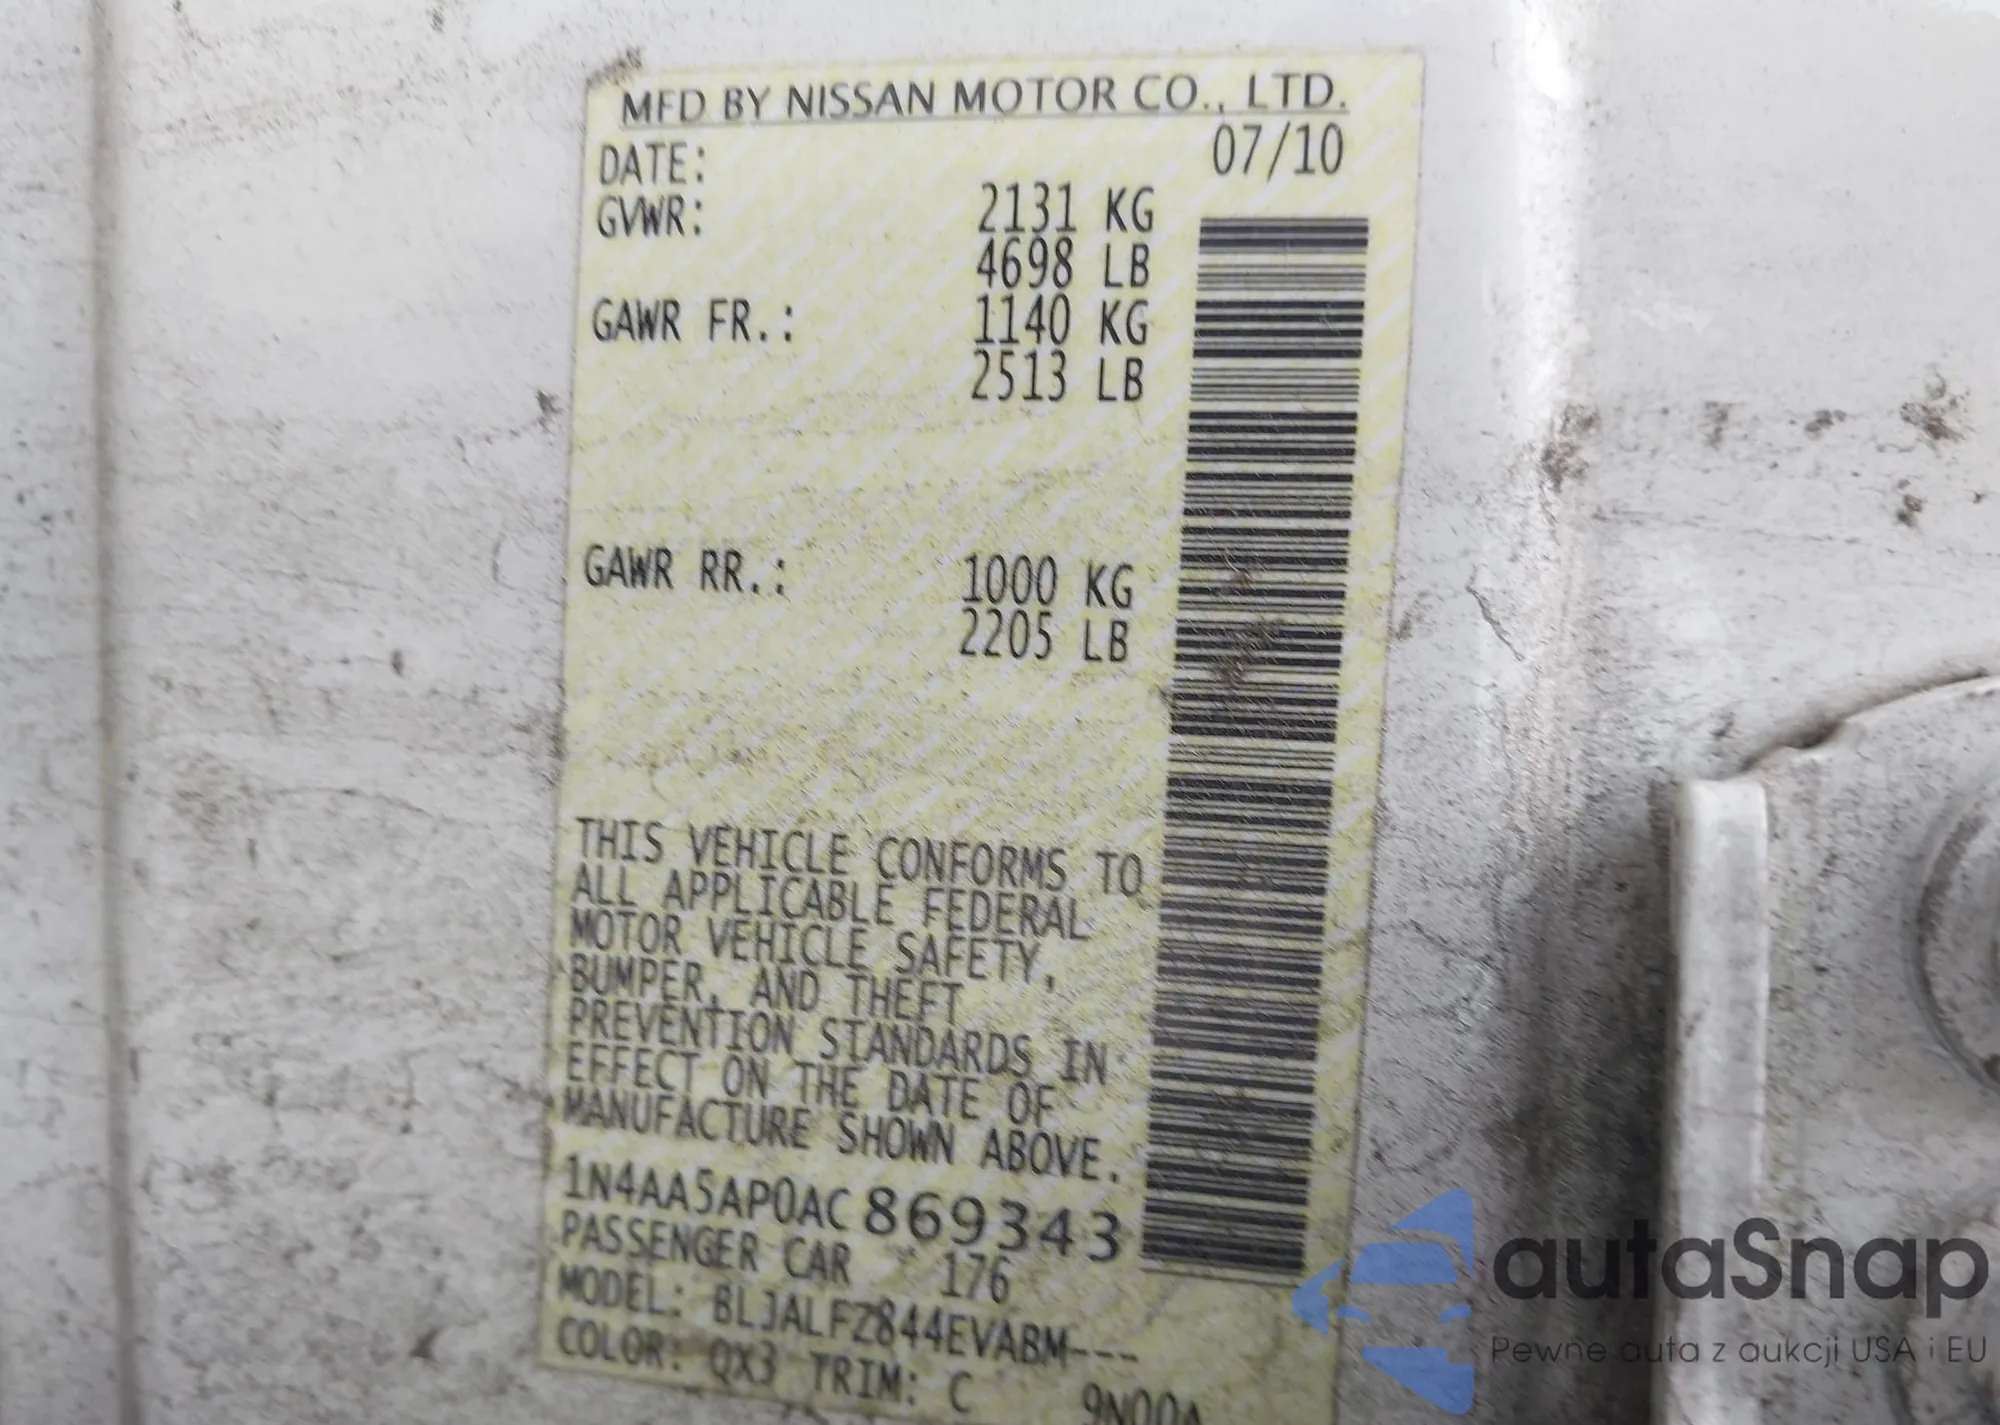 MFD BY NISSAN MOTOR CO., LTD.
DATE: 07/10
GVWR: 2131 KG
4698 LB
GAWR FR.: 1140 KG
2513 LB
GAWR RR.: 1000 KG
2205 LB
THIS VEHICLE CONFORMS TO
ALL APPLICABLE FEDERAL
MOTOR VEHICLE SAFETY,
BUMPER, AND THEFT
PREVENTION STANDARDS IN
EFFECT ON THE DATE OF
MANUFACTURE SHOWN ABOVE.
1N4AA5AP0AC869343
PASSENGER CAR 176
MODEL: BLJALFZ844EVABM---
COLOR: QX3 TRIM: C 9N00A
autaSnap
Pewne auta z aukcji USA i EU